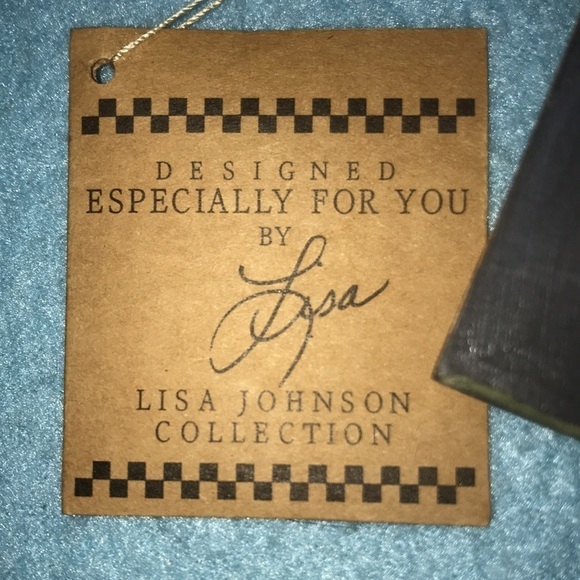 DESIGNED
ESPECIALLY FOR YOU
BY
Lisa
LISA JOHNSON
COLLECTION